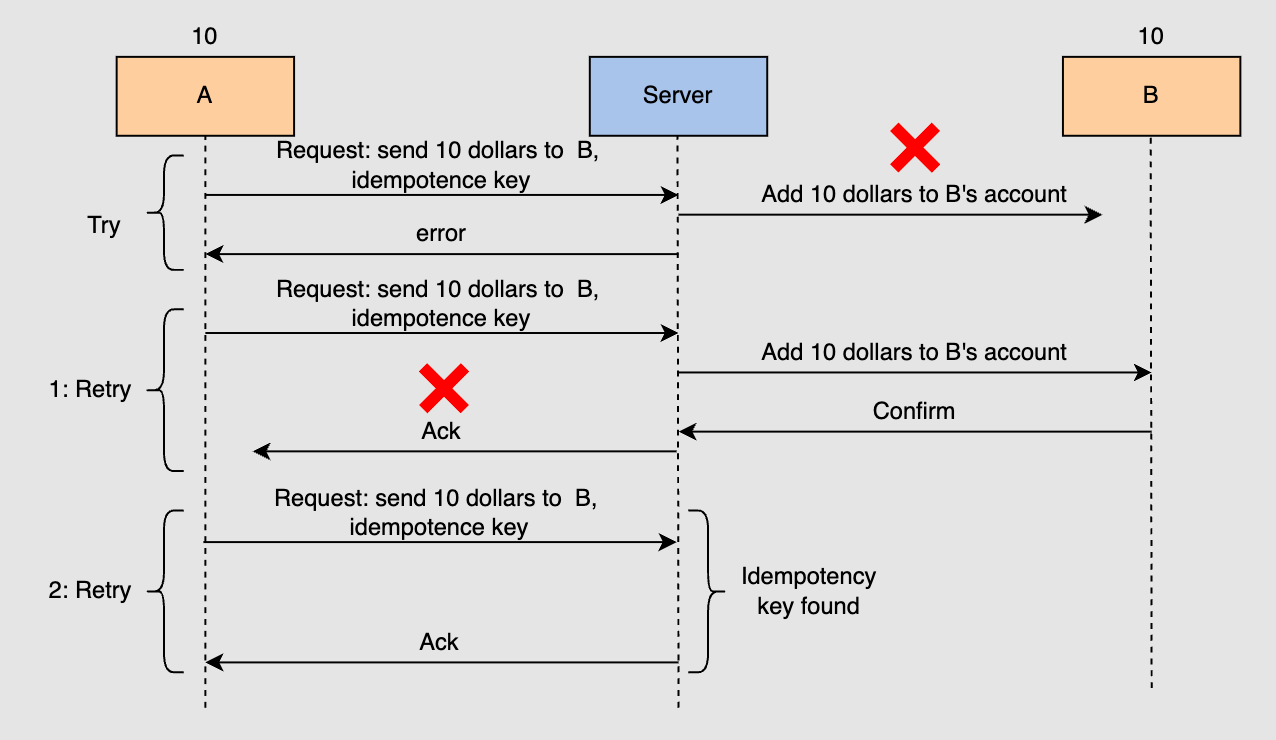 10
10
A
Server
B
Request: send 10 dollars to B,
idempotence key
Add 10 dollars to B's account
Try
error
Request: send 10 dollars to B,
idempotence key
Add 10 dollars to B's account
1: Retry
Confirm
Ack
Request: send 10 dollars to B,
idempotence key
2: Retry
Idempotency
key found
Ack